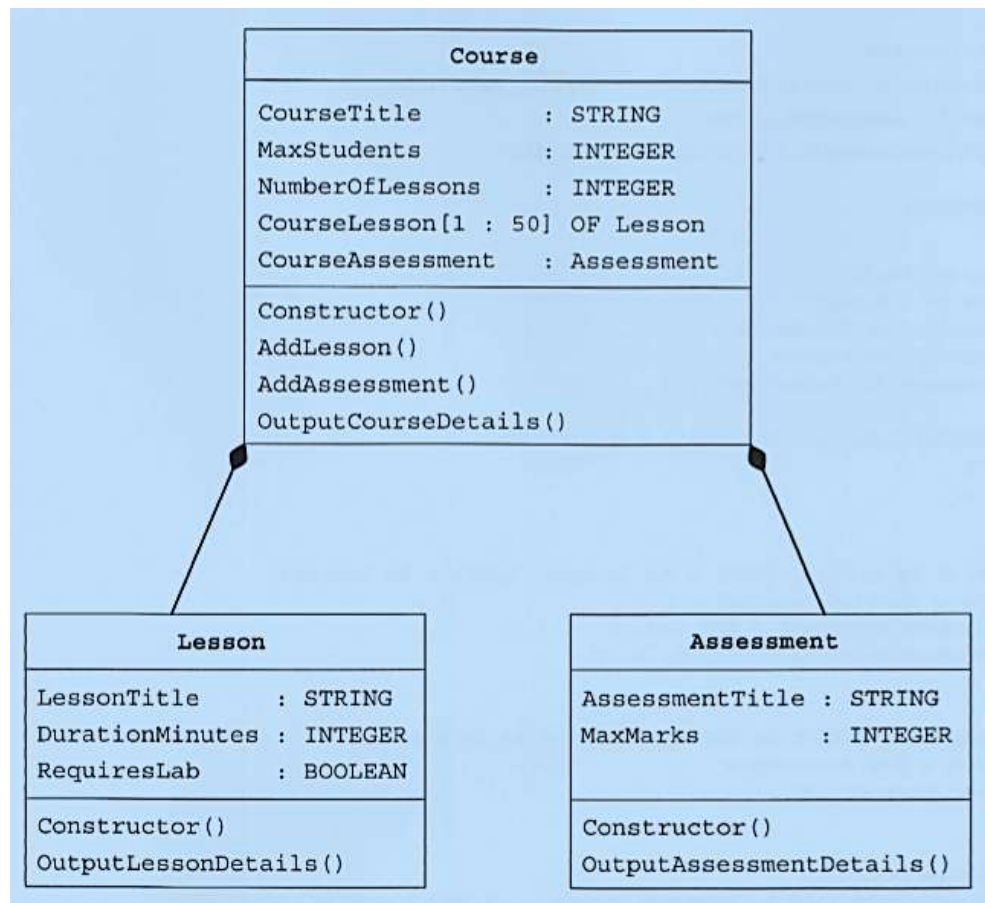 Course
CourseTitle : STRING
MaxStudents : INTEGER
NumberOfLessons : INTEGER
CourseLesson[1 : 50] OF Lesson
CourseAssessment : Assessment
Constructor()
AddLesson()
AddAssessment()
OutputCourseDetails()
Lesson
LessonTitle : STRING
DurationMinutes : INTEGER
RequiresLab : BOOLEAN
Constructor()
OutputLessonDetails()
Assessment
AssessmentTitle : STRING
MaxMarks : INTEGER
Constructor()
OutputAssessmentDetails()